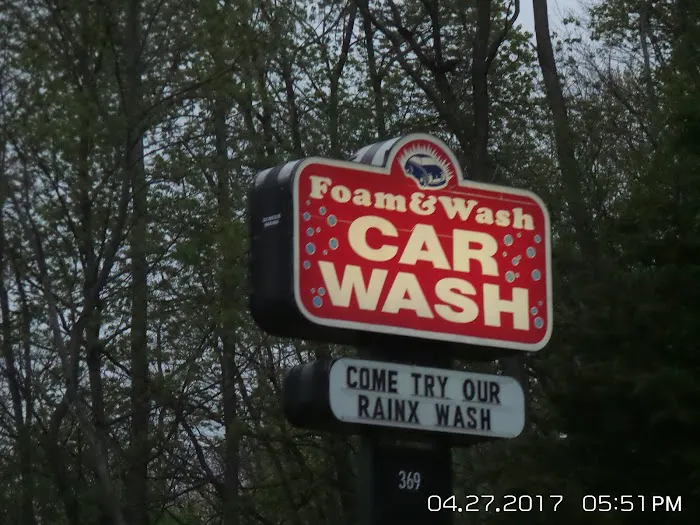 Foam&Wash
CAR
WASH
COME TRY OUR
RAINX WASH
369
04.27.2017 05:51PM